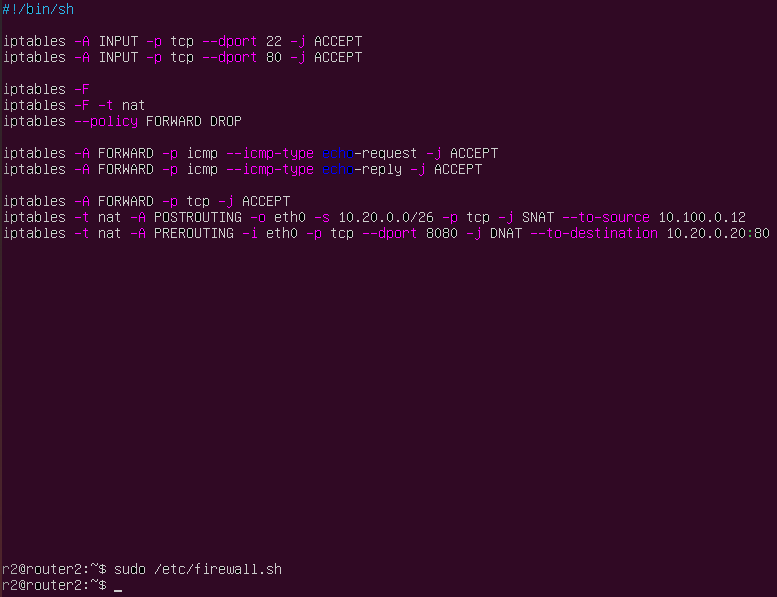 #!/bin/sh
iptables -A INPUT -p tcp --dport 22 -j ACCEPT
iptables -A INPUT -p tcp --dport 80 -j ACCEPT
iptables -F
iptables -F -t nat
iptables --policy FORWARD DROP
iptables -A FORWARD -p icmp --icmp-type echo-request -j ACCEPT
iptables -A FORWARD -p icmp --icmp-type echo-reply -j ACCEPT
iptables -A FORWARD -p tcp -j ACCEPT
iptables -t nat -A POSTROUTING -o eth0 -s 10.20.0.0/26 -p tcp -j SNAT --to-source 10.100.0.12
iptables -t nat -A PREROUTING -i eth0 -p tcp --dport 8080 -j DNAT --to-destination 10.20.0.20:80
r2@router2:~$ sudo /etc/firewall.sh
r2@router2:~$ _